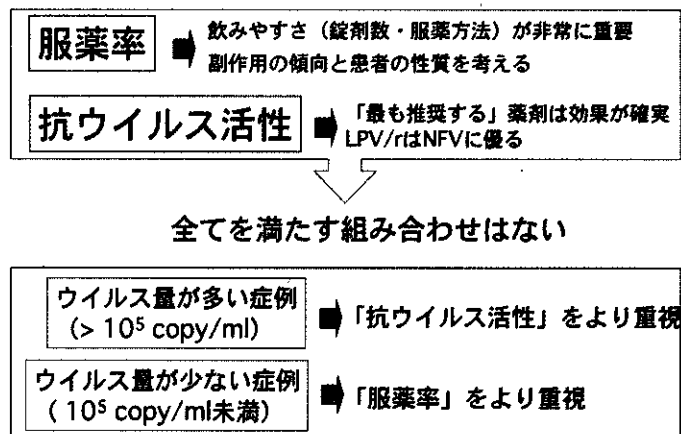 服薬率
飲みやすさ（錠剤数・服薬方法）が非常に重要
副作用の傾向と患者の性質を考える
抗ウイルス活性
「最も推奨する」薬剤は効果が確実
LPV/rはNFVに優る
全てを満たす組み合わせはない
ウイルス量が多い症例
(> 10⁵ copy/ml)
「抗ウイルス活性」をより重視
ウイルス量が少ない症例
( 10⁵ copy/ml未満)
「服薬率」をより重視